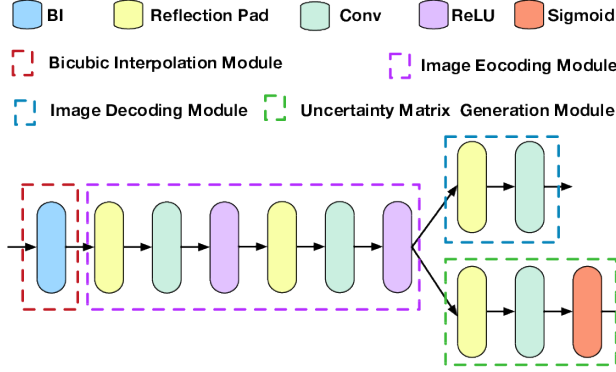 BI Reflection Pad Conv ReLU Sigmoid
Bicubic Interpolation Module Image Eocoding Module
Image Decoding Module Uncertainty Matrix Generation Module